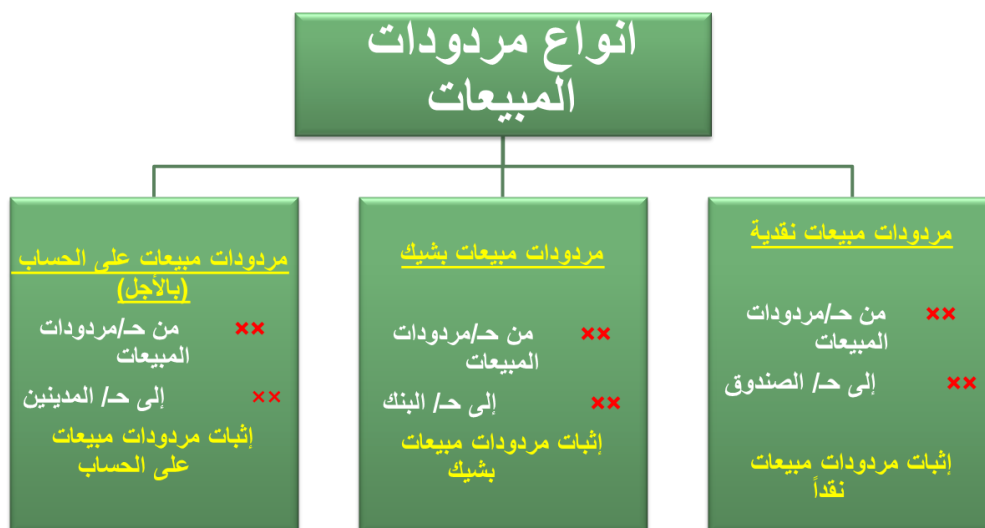 انواع مردودات
المبيعات
مردودات مبيعات نقدية
×× من حـ/مردودات
المبيعات
×× إلى حـ/ الصندوق
إثبات مردودات مبيعات
نقداً
مردودات مبيعات بشيك
×× من حـ/مردودات
المبيعات
×× إلى حـ/ البنك
إثبات مردودات مبيعات
بشيك
مردودات مبيعات على الحساب
(بالأجل)
×× من حـ/مردودات
المبيعات
×× إلى حـ/ المدينين
إثبات مردودات مبيعات
على الحساب